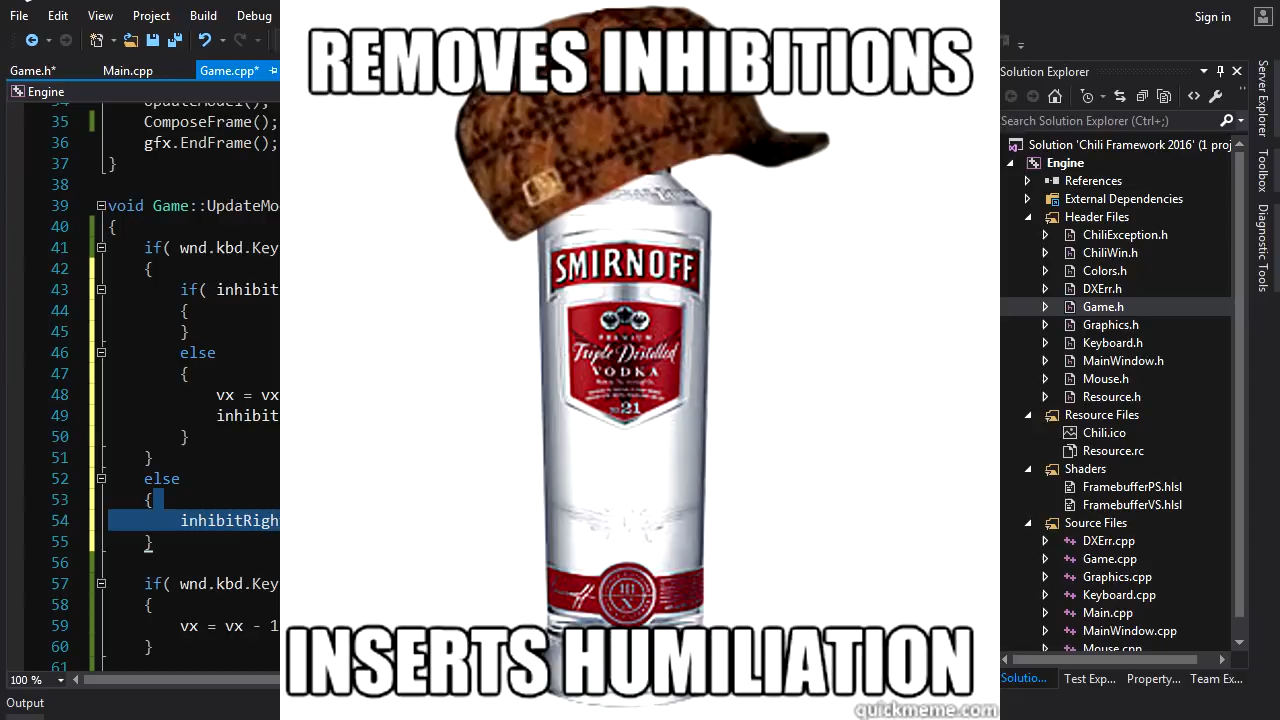 File Edit View Project
Sign in
Game.h* Main.cpp Game.cpp*
Engine
REMOVES INHIBITIONS
SMIRNOFF
PREMIUM
Triple Distilled
VODKA
21
INSERTS HUMILIATION
quickmeme.com
35 ComposeFrame();
36 gfx.EndFrame();
37 }
38
39 void Game::UpdateMo
40 {
41 if( wnd.kbd.Key
42 {
43 if( inhibit
44 {
45 }
46 else
47 {
48 vx = vx
49 inhibit
50 }
51 }
52 else
53 {
54 inhibitRigh
55 }
56
57 if( wnd.kbd.Key
58 {
59 vx = vx - 1
60 }
61
100 %
Output
Solution Explorer
Search Solution Explorer (Ctrl+;)
Solution 'Chili Framework 2016' (1 proj
Engine
References
External Dependencies
Header Files
ChiliException.h
ChiliWin.h
Colors.h
DXErr.h
Game.h
Graphics.h
Keyboard.h
MainWindow.h
Mouse.h
Resource.h
Resource Files
Chili.ico
Resource.rc
Shaders
FramebufferPS.hlsl
FramebufferVS.hlsl
Source Files
DXErr.cpp
Game.cpp
Graphics.cpp
Keyboard.cpp
Main.cpp
MainWindow.cpp
Mouse.cpp
Solutio... Test Exp... Property... Team Ex...
Server Explorer
Toolbox
Diagnostic Tools